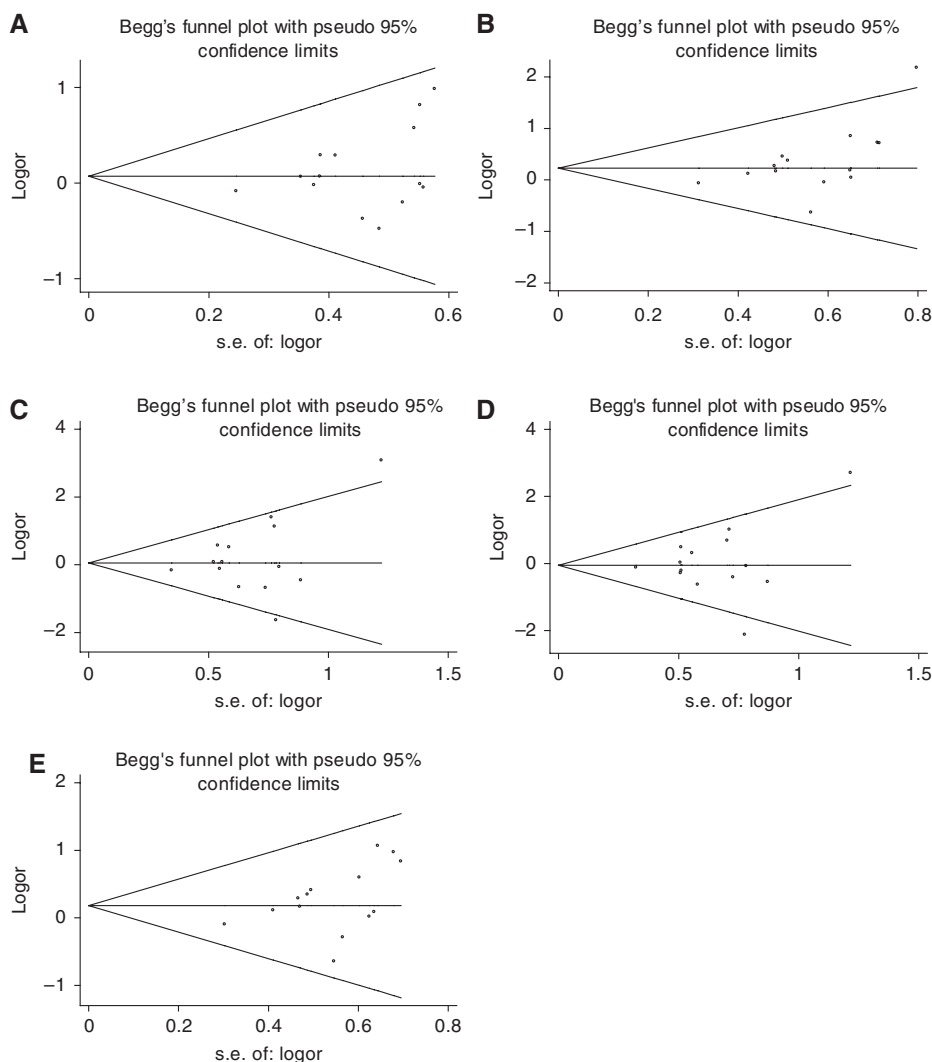 A
Begg’s funnel plot with pseudo 95%
confidence limits
Logor
1
0
−1
0
0.2
0.4
0.6
s.e. of: logor
B
Begg’s funnel plot with pseudo 95%
confidence limits
Logor
2
1
0
−1
−2
0
0.2
0.4
0.6
0.8
s.e. of: logor
C
Begg’s funnel plot with pseudo 95%
confidence limits
Logor
4
2
0
−2
0
0.5
1
1.5
s.e. of: logor
D
Begg's funnel plot with pseudo 95%
confidence limits
Logor
4
2
0
−2
0
0.5
1
1.5
s.e. of: logor
E
Begg's funnel plot with pseudo 95%
confidence limits
Logor
2
1
0
−1
0
0.2
0.4
0.6
0.8
s.e. of: logor